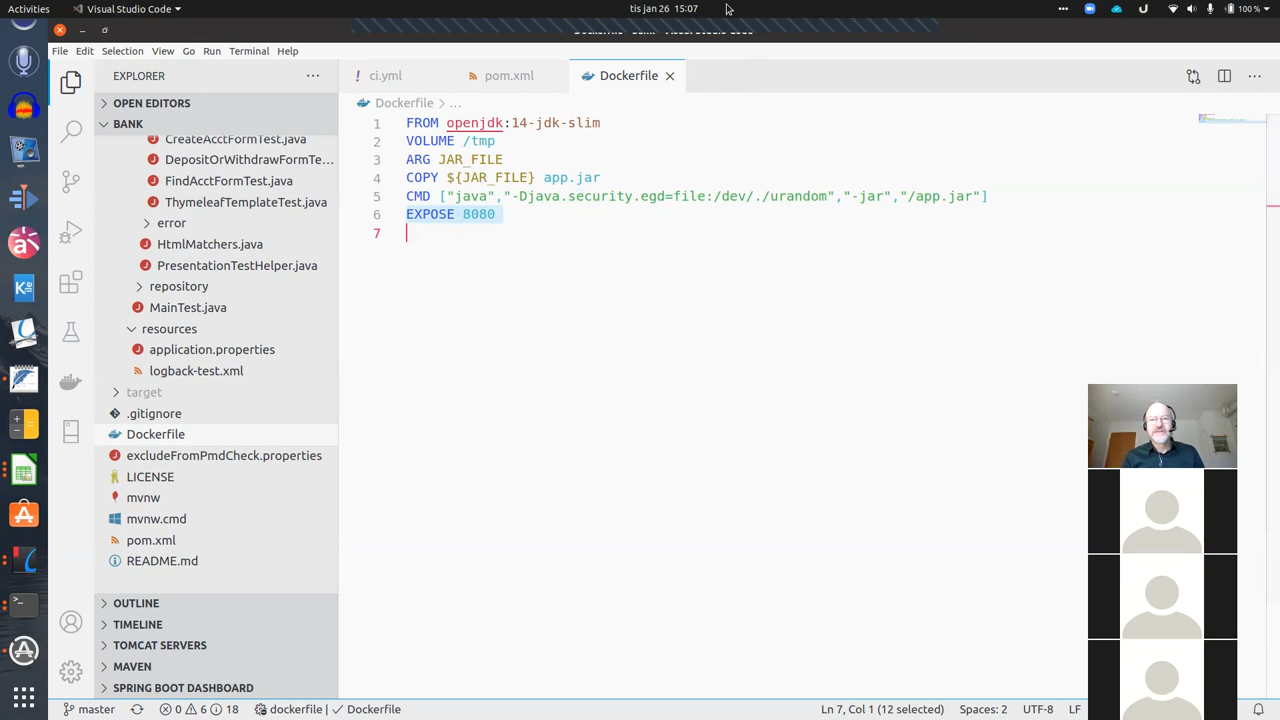 Activities
Visual Studio Code
tis jan 26 15:07
100 %
File Edit Selection View Go Run Terminal Help
EXPLORER
ci.yml
pom.xml
Dockerfile
OPEN EDITORS
BANK
CreateAcctFormTest.java
DepositOrWithdrawFormTe...
FindAcctFormTest.java
ThymeleafTemplateTest.java
error
HtmlMatchers.java
PresentationTestHelper.java
repository
MainTest.java
resources
application.properties
logback-test.xml
target
.gitignore
Dockerfile
excludeFromPmdCheck.properties
LICENSE
mvnw
mvnw.cmd
pom.xml
README.md
OUTLINE
TIMELINE
TOMCAT SERVERS
MAVEN
SPRING BOOT DASHBOARD
Dockerfile > ...
1 FROM openjdk:14-jdk-slim
2 VOLUME /tmp
3 ARG JAR_FILE
4 COPY ${JAR_FILE} app.jar
5 CMD ["java","-Djava.security.egd=file:/dev/./urandom","-jar","/app.jar"]
6 EXPOSE 8080
7
master 0 6 18 dockerfile | Dockerfile
Ln 7, Col 1 (12 selected) Spaces: 2 UTF-8 LF